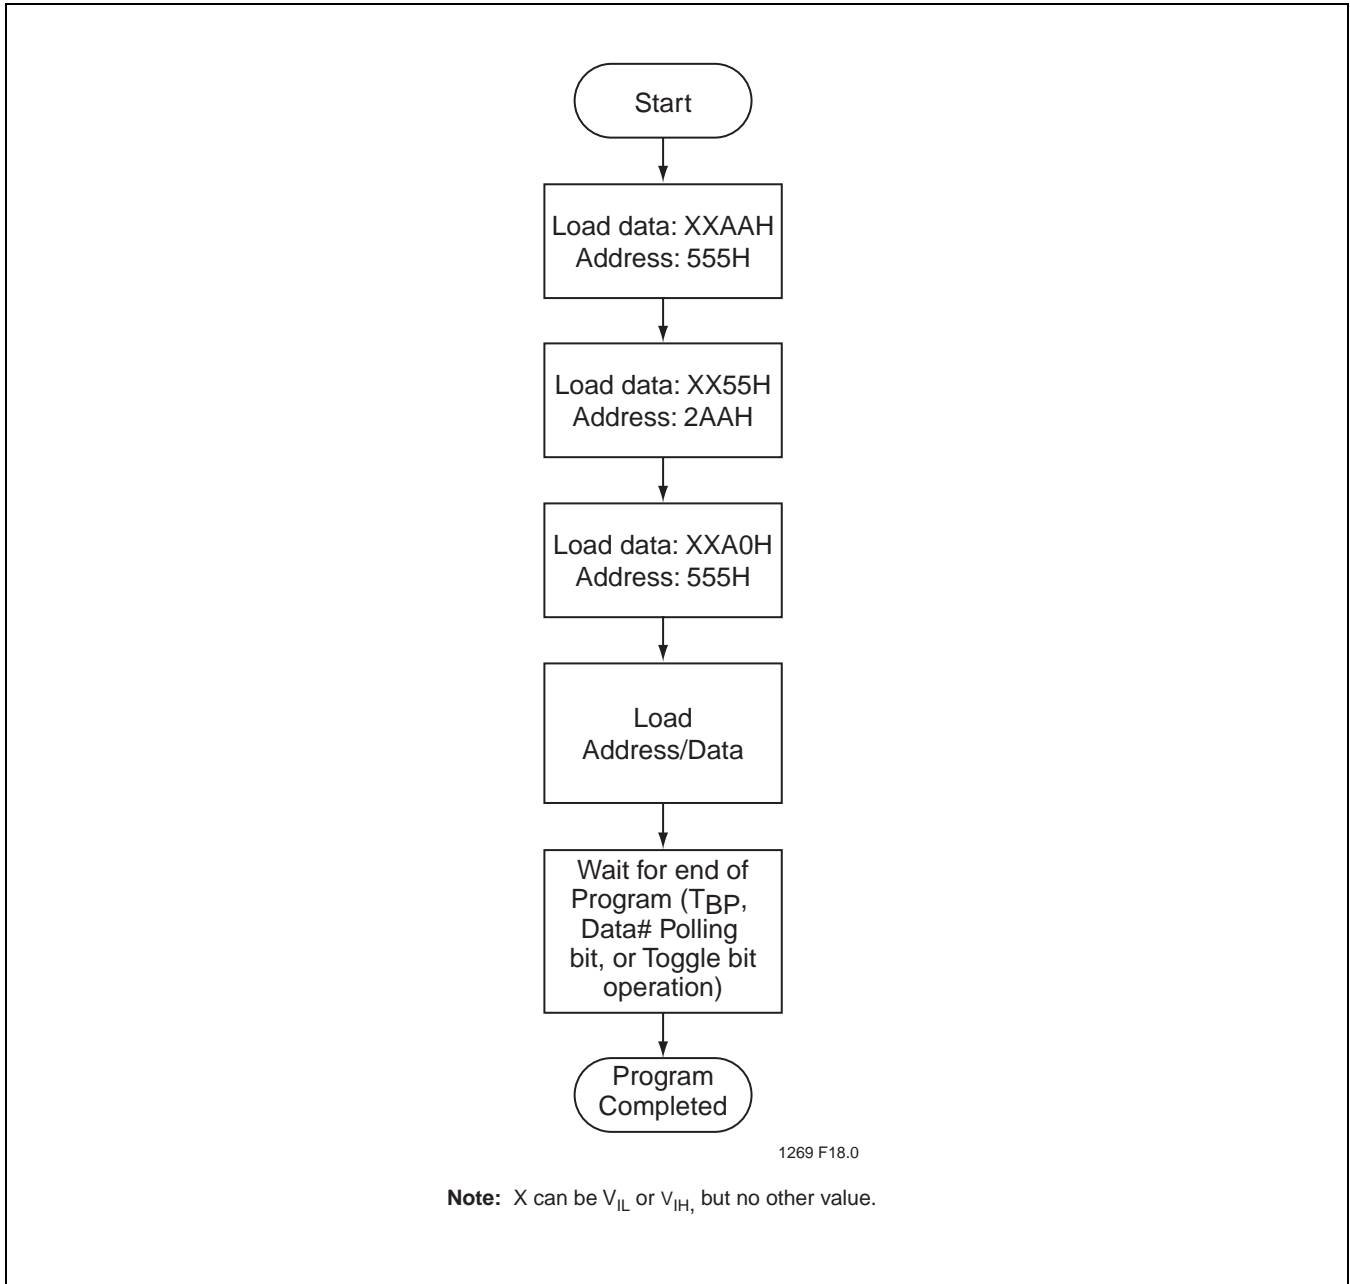 Start
Load data: XXAAH
Address: 555H
Load data: XX55H
Address: 2AAH
Load data: XXA0H
Address: 555H
Load
Address/Data
Wait for end of
Program (TBP,
Data# Polling
bit, or Toggle bit
operation)
Program
Completed
1269 F18.0
Note: X can be VIL or VIH, but no other value.